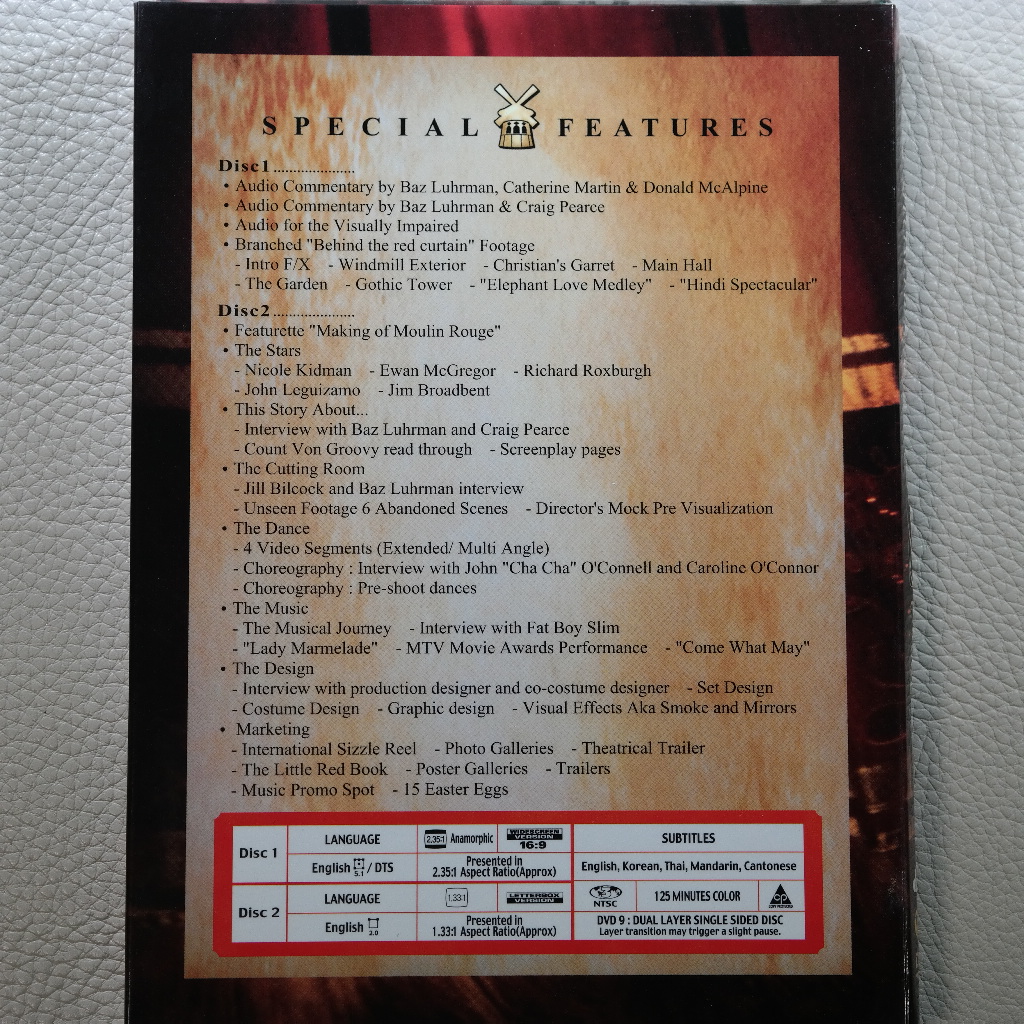 SPECIAL FEATURES
Disc1.....................
• Audio Commentary by Baz Luhrman, Catherine Martin & Donald McAlpine
• Audio Commentary by Baz Luhrman & Craig Pearce
• Audio for the Visually Impaired
• Branched "Behind the red curtain" Footage
- Intro F/X - Windmill Exterior - Christian's Garret - Main Hall
- The Garden - Gothic Tower - "Elephant Love Medley" - "Hindi Spectacular"
Disc2.....................
• Featurette "Making of Moulin Rouge"
• The Stars
- Nicole Kidman - Ewan McGregor - Richard Roxburgh
- John Leguizamo - Jim Broadbent
• This Story About...
- Interview with Baz Luhrman and Craig Pearce
- Count Von Groovy read through - Screenplay pages
• The Cutting Room
- Jill Bilcock and Baz Luhrman interview
- Unseen Footage 6 Abandoned Scenes - Director's Mock Pre Visualization
• The Dance
- 4 Video Segments (Extended/ Multi Angle)
- Choreography : Interview with John "Cha Cha" O'Connell and Caroline O'Connor
- Choreography : Pre-shoot dances
• The Music
- The Musical Journey - Interview with Fat Boy Slim
- "Lady Marmelade" - MTV Movie Awards Performance - "Come What May"
• The Design
- Interview with production designer and co-costume designer - Set Design
- Costume Design - Graphic design - Visual Effects Aka Smoke and Mirrors
• Marketing
- International Sizzle Reel - Photo Galleries - Theatrical Trailer
- The Little Red Book - Poster Galleries - Trailers
- Music Promo Spot - 15 Easter Eggs
Disc 1
LANGUAGE
English 5.1 / DTS
2.35:1 Anamorphic
WIDESCREEN VERSION
16:9
Presented in
2.35:1 Aspect Ratio(Approx)
SUBTITLES
English, Korean, Thai, Mandarin, Cantonese
Disc 2
LANGUAGE
English 2.0
1.33:1
LETTERBOX VERSION
Presented in
1.33:1 Aspect Ratio(Approx)
NTSC
125 MINUTES COLOR
DVD 9 : DUAL LAYER SINGLE SIDED DISC
Layer transition may trigger a slight pause.